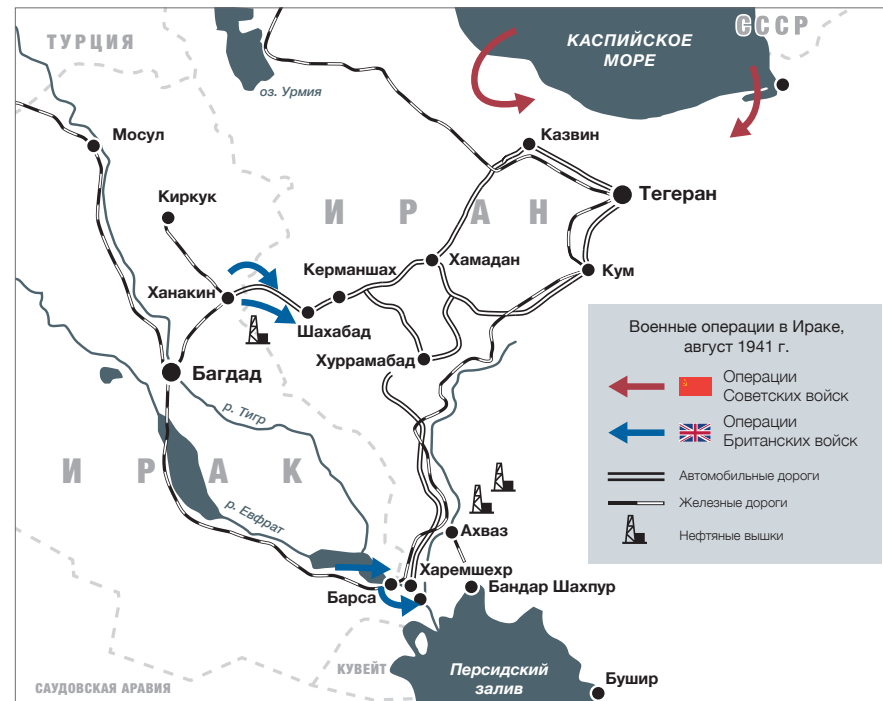 ТУРЦИЯ
СССР
КАСПИЙСКОЕ
МОРЕ
оз. Урмия
Мосул
Казвин
Киркук
Тегеран
ИРАН
Керманшах
Хамадан
Кум
Ханакин
Шахабад
Хуррамабад
Багдад
р. Тигр
ИРАК
р. Евфрат
Ахваз
Харемшехр
Барса
Бандар Шахпур
КУВЕЙТ
Персидский
залив
Бушир
САУДОВСКАЯ АРАВИЯ
Военные операции в Ираке,
август 1941 г.
Операции
Советских войск
Операции
Британских войск
Автомобильные дороги
Железные дороги
Нефтяные вышки